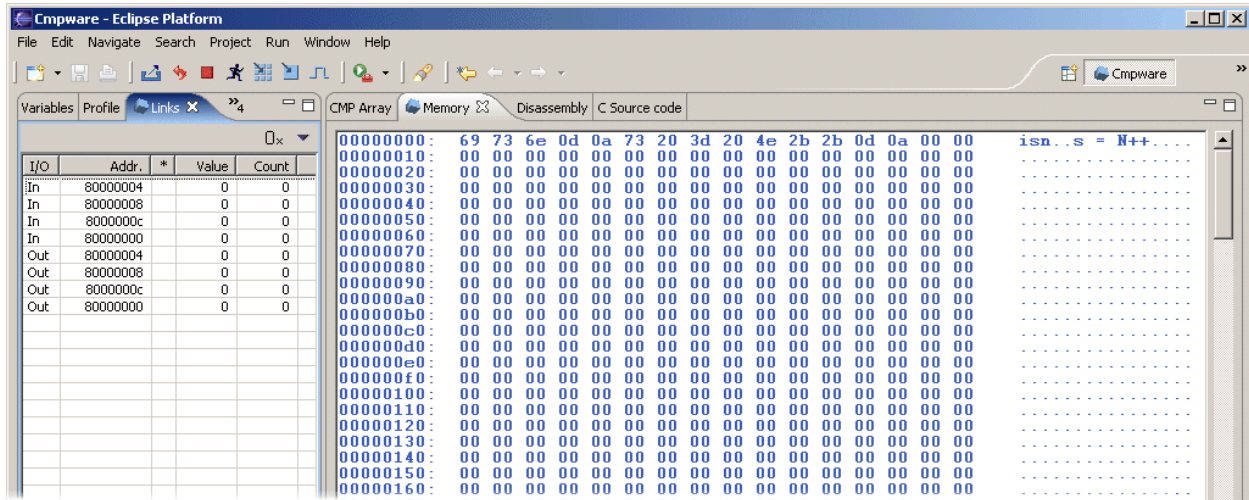 Cmpware - Eclipse Platform
File Edit Navigate Search Project Run Window Help
Cmpware »
Variables Profile Links »4
CMP Array Memory Disassembly C Source code
0x
I/O Addr. * Value Count
In 80000004 0 0
In 80000008 0 0
In 8000000c 0 0
In 80000000 0 0
Out 80000004 0 0
Out 80000008 0 0
Out 8000000c 0 0
Out 80000000 0 0
00000000: 69 73 6e 0d 0a 73 20 3d 20 4e 2b 2b 0d 0a 00 00 isn..s = N++....
00000010: 00 00 00 00 00 00 00 00 00 00 00 00 00 00 00 00 ................
00000020: 00 00 00 00 00 00 00 00 00 00 00 00 00 00 00 00 ................
00000030: 00 00 00 00 00 00 00 00 00 00 00 00 00 00 00 00 ................
00000040: 00 00 00 00 00 00 00 00 00 00 00 00 00 00 00 00 ................
00000050: 00 00 00 00 00 00 00 00 00 00 00 00 00 00 00 00 ................
00000060: 00 00 00 00 00 00 00 00 00 00 00 00 00 00 00 00 ................
00000070: 00 00 00 00 00 00 00 00 00 00 00 00 00 00 00 00 ................
00000080: 00 00 00 00 00 00 00 00 00 00 00 00 00 00 00 00 ................
00000090: 00 00 00 00 00 00 00 00 00 00 00 00 00 00 00 00 ................
000000a0: 00 00 00 00 00 00 00 00 00 00 00 00 00 00 00 00 ................
000000b0: 00 00 00 00 00 00 00 00 00 00 00 00 00 00 00 00 ................
000000c0: 00 00 00 00 00 00 00 00 00 00 00 00 00 00 00 00 ................
000000d0: 00 00 00 00 00 00 00 00 00 00 00 00 00 00 00 00 ................
000000e0: 00 00 00 00 00 00 00 00 00 00 00 00 00 00 00 00 ................
000000f0: 00 00 00 00 00 00 00 00 00 00 00 00 00 00 00 00 ................
00000100: 00 00 00 00 00 00 00 00 00 00 00 00 00 00 00 00 ................
00000110: 00 00 00 00 00 00 00 00 00 00 00 00 00 00 00 00 ................
00000120: 00 00 00 00 00 00 00 00 00 00 00 00 00 00 00 00 ................
00000130: 00 00 00 00 00 00 00 00 00 00 00 00 00 00 00 00 ................
00000140: 00 00 00 00 00 00 00 00 00 00 00 00 00 00 00 00 ................
00000150: 00 00 00 00 00 00 00 00 00 00 00 00 00 00 00 00 ................
00000160: 00 00 00 00 00 00 00 00 00 00 00 00 00 00 00 00 ................